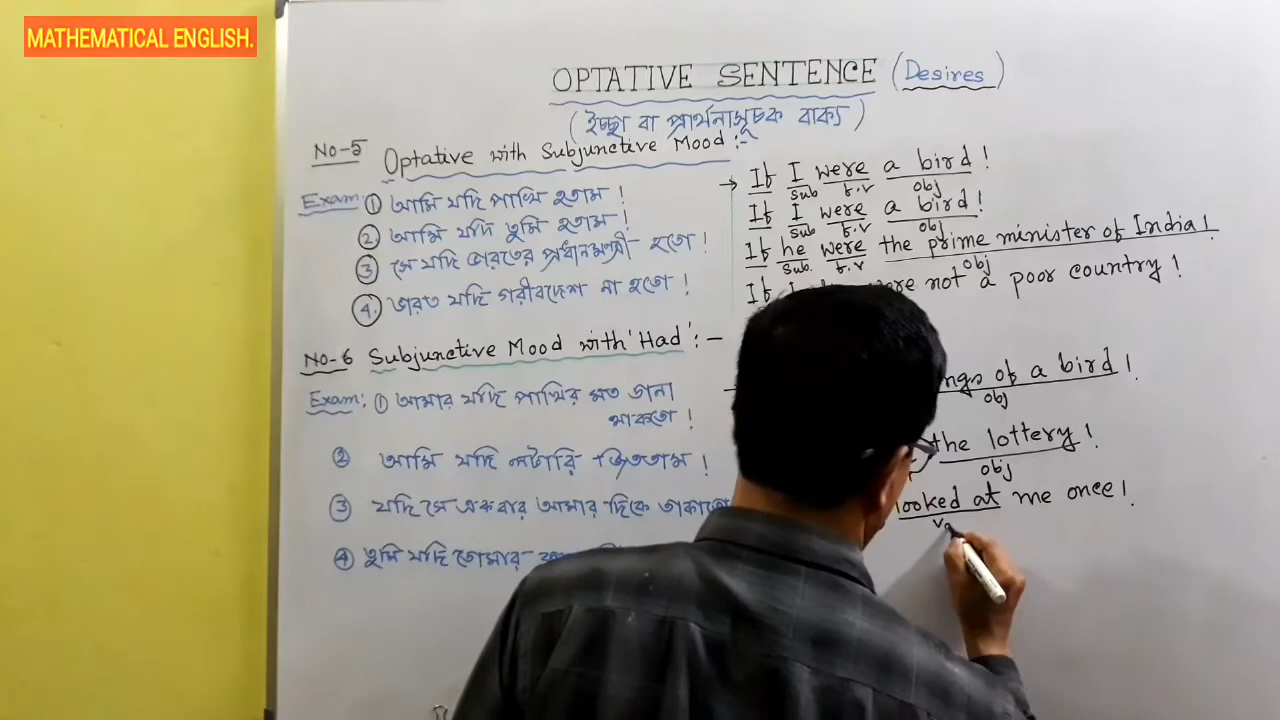 MATHEMATICAL ENGLISH.
OPTATIVE SENTENCE (Desires)
(ইচ্ছা বা প্রার্থনাসূচক বাক্য)
No-5 Optative with Subjunctive Mood:-
Exam: ① আমি যদি পাখি হতাম !
② আমি যদি তুমি হতাম !
③ সে যদি ভারতের প্রধানমন্ত্রী হতো !
④. ভারত যদি গরীবদেশ না হতো !
→ If I were a bird !
sub f.v obj
If I were a bird !
sub f.v obj
If he were the prime minister of India !
Sub. f.v obj
If not a poor country !
No-6 Subjunctive Mood with 'Had' :-
Exam: ① আমার যদি পাখির মত ডানা
থাকতো !
② আমি যদি লটারি জিততাম !
③ যদি সে একবার আমার দিকে তাকাতো
④ তুমি যদি তোমার
of a bird !
obj
the lottery !
obj
looked at me once !